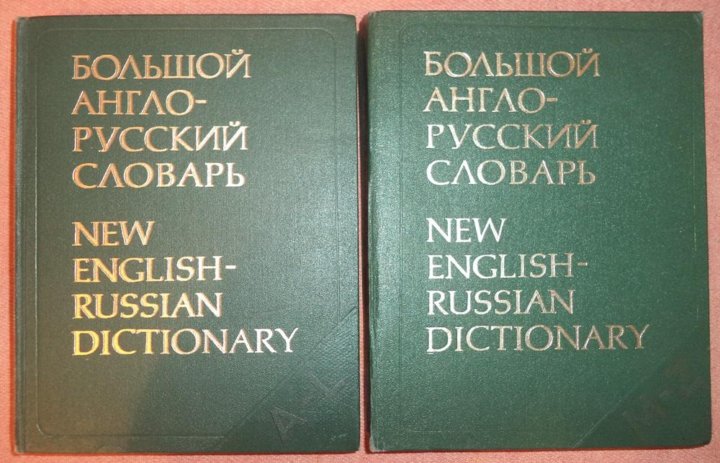 БОЛЬШОЙ
АНГЛО-
РУССКИЙ
СЛОВАРЬ
NEW
ENGLISH-
RUSSIAN
DICTIONARY
A-L
БОЛЬШОЙ
АНГЛО-
РУССКИЙ
СЛОВАРЬ
NEW
ENGLISH-
RUSSIAN
DICTIONARY
M-Z